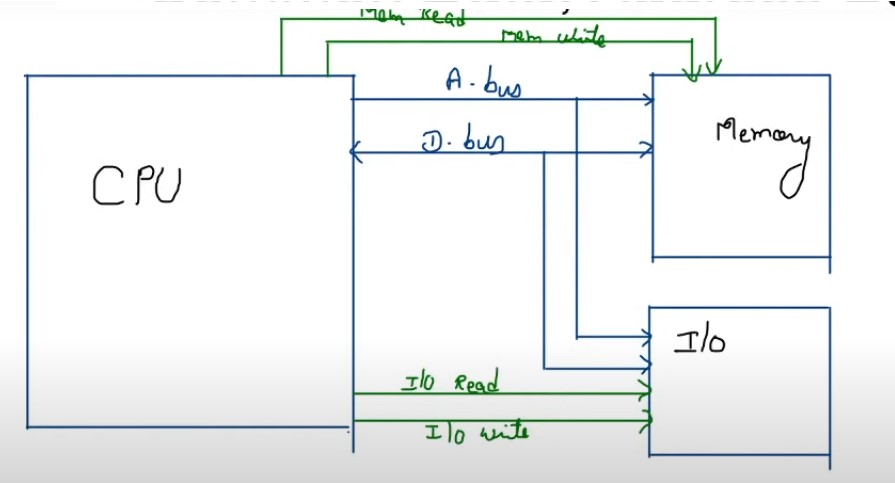 Mem Read
Mem write
A. bus
D. bus
CPU
Memory
I/o
I/o Read
I/o write